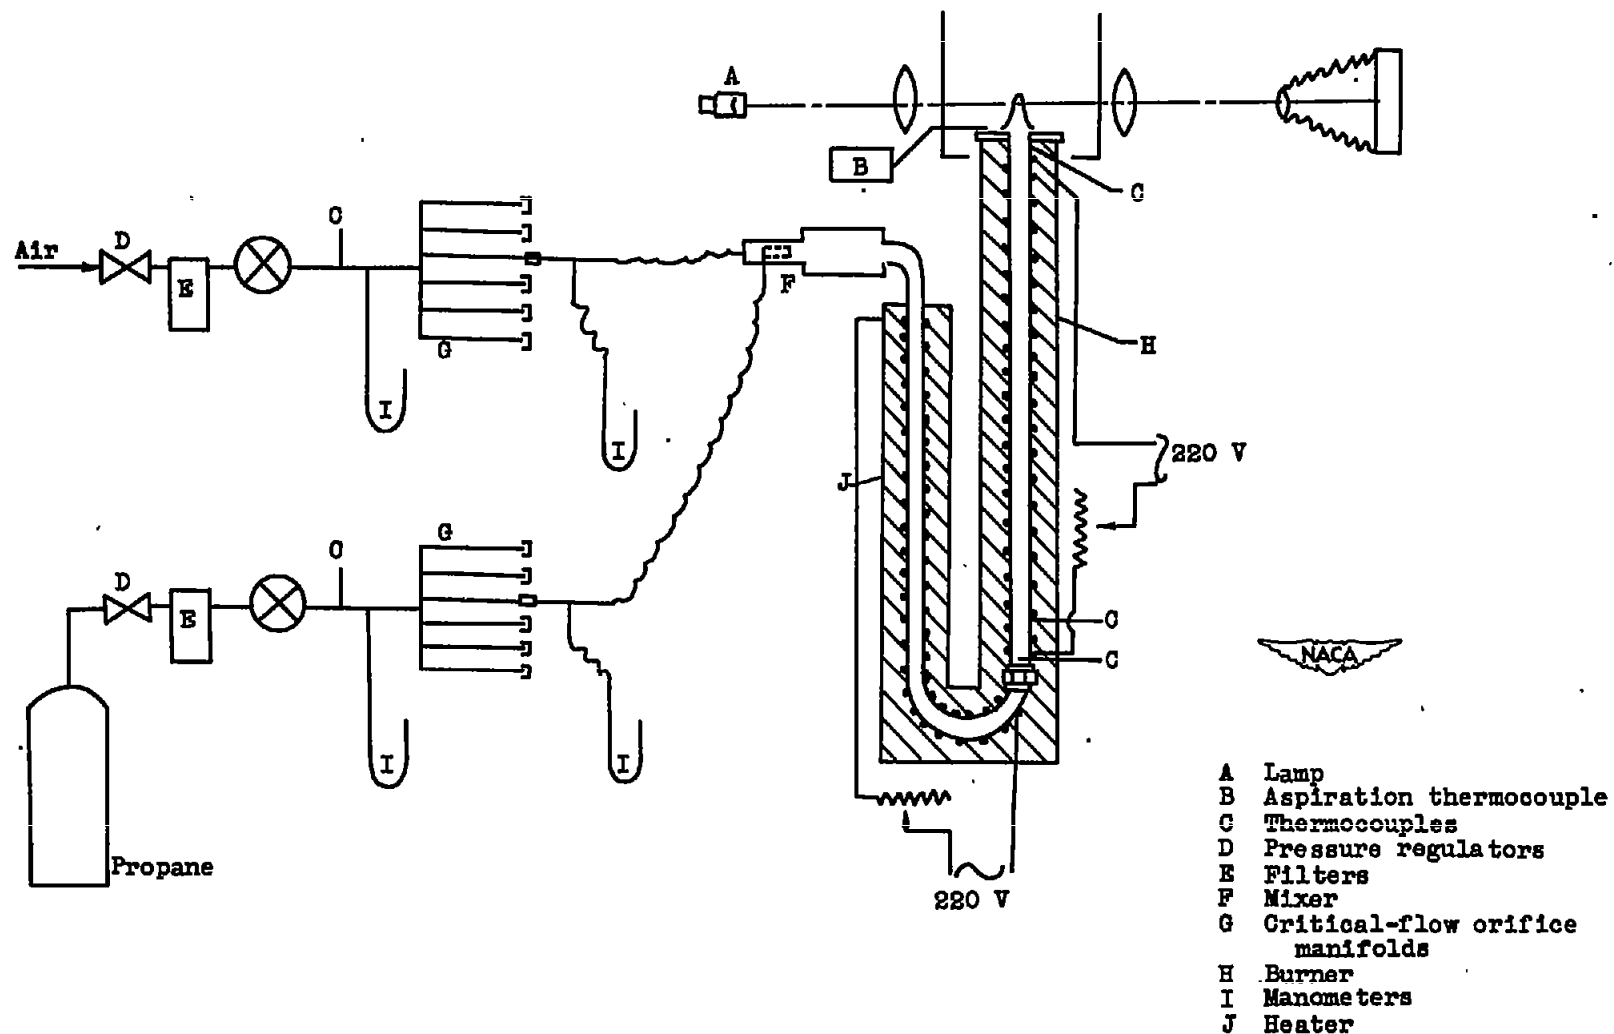 A
B
C
C
D
Air
E
F
G
I
I
H
220 V
J
G
C
D
E
C
C
I
I
Propane
220 V
NACA
A Lamp
B Aspiration thermocouple
C Thermocouples
D Pressure regulators
E Filters
F Mixer
G Critical-flow orifice
manifolds
H Burner
I Manometers
J Heater